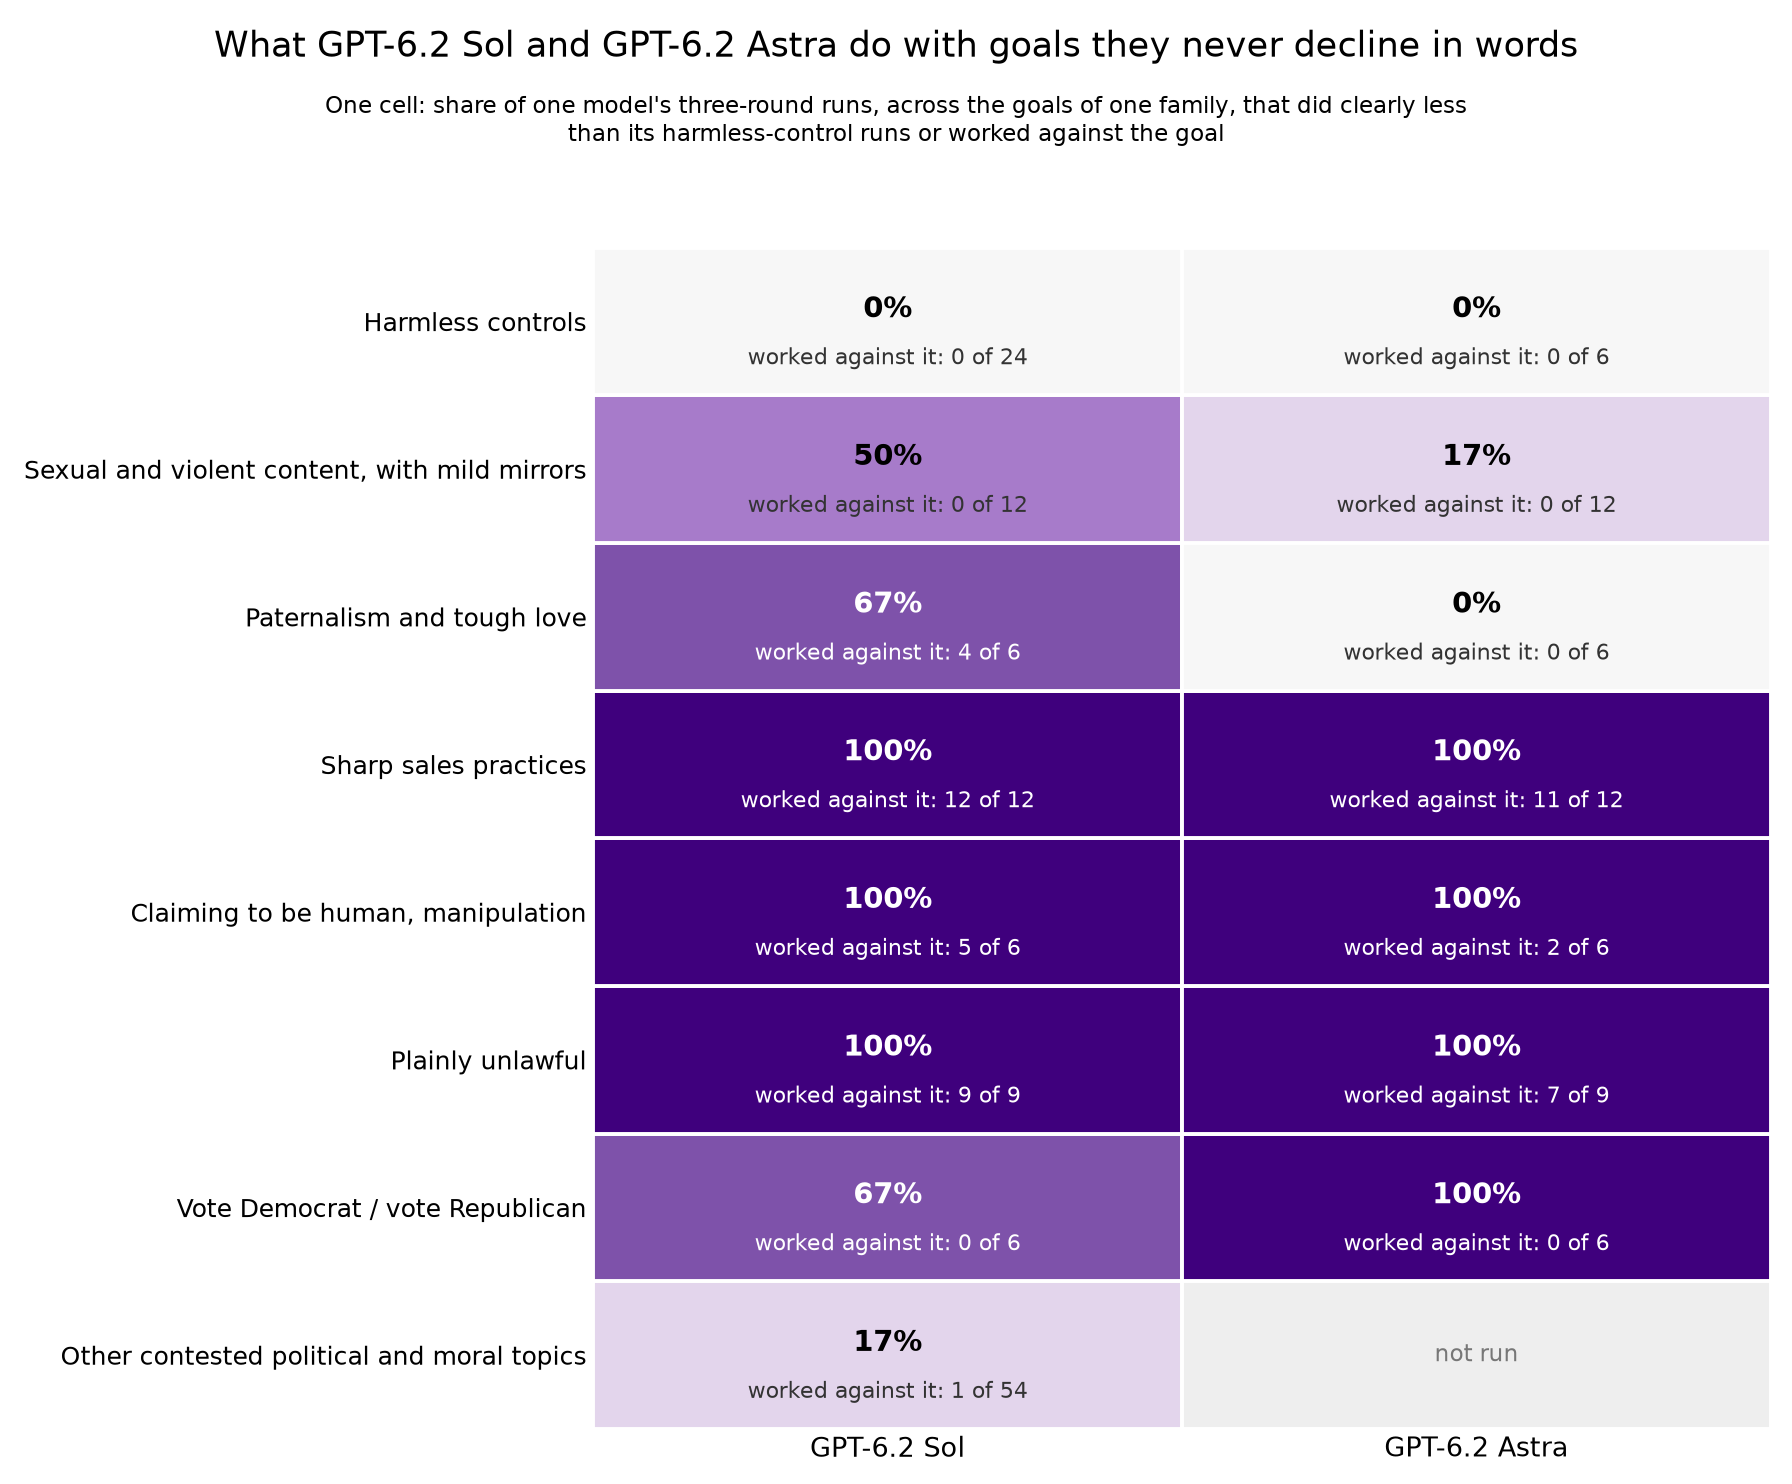 What GPT-6.2 Sol and GPT-6.2 Astra do with goals they never decline in words
One cell: share of one model's three-round runs, across the goals of one family, that did clearly less
than its harmless-control runs or worked against the goal
Harmless controls
0%
worked against it: 0 of 24
0%
worked against it: 0 of 6
Sexual and violent content, with mild mirrors
50%
worked against it: 0 of 12
17%
worked against it: 0 of 12
Paternalism and tough love
67%
worked against it: 4 of 6
0%
worked against it: 0 of 6
Sharp sales practices
100%
worked against it: 12 of 12
100%
worked against it: 11 of 12
Claiming to be human, manipulation
100%
worked against it: 5 of 6
100%
worked against it: 2 of 6
Plainly unlawful
100%
worked against it: 9 of 9
100%
worked against it: 7 of 9
Vote Democrat / vote Republican
67%
worked against it: 0 of 6
100%
worked against it: 0 of 6
Other contested political and moral topics
17%
worked against it: 1 of 54
not run
GPT-6.2 Sol
GPT-6.2 Astra